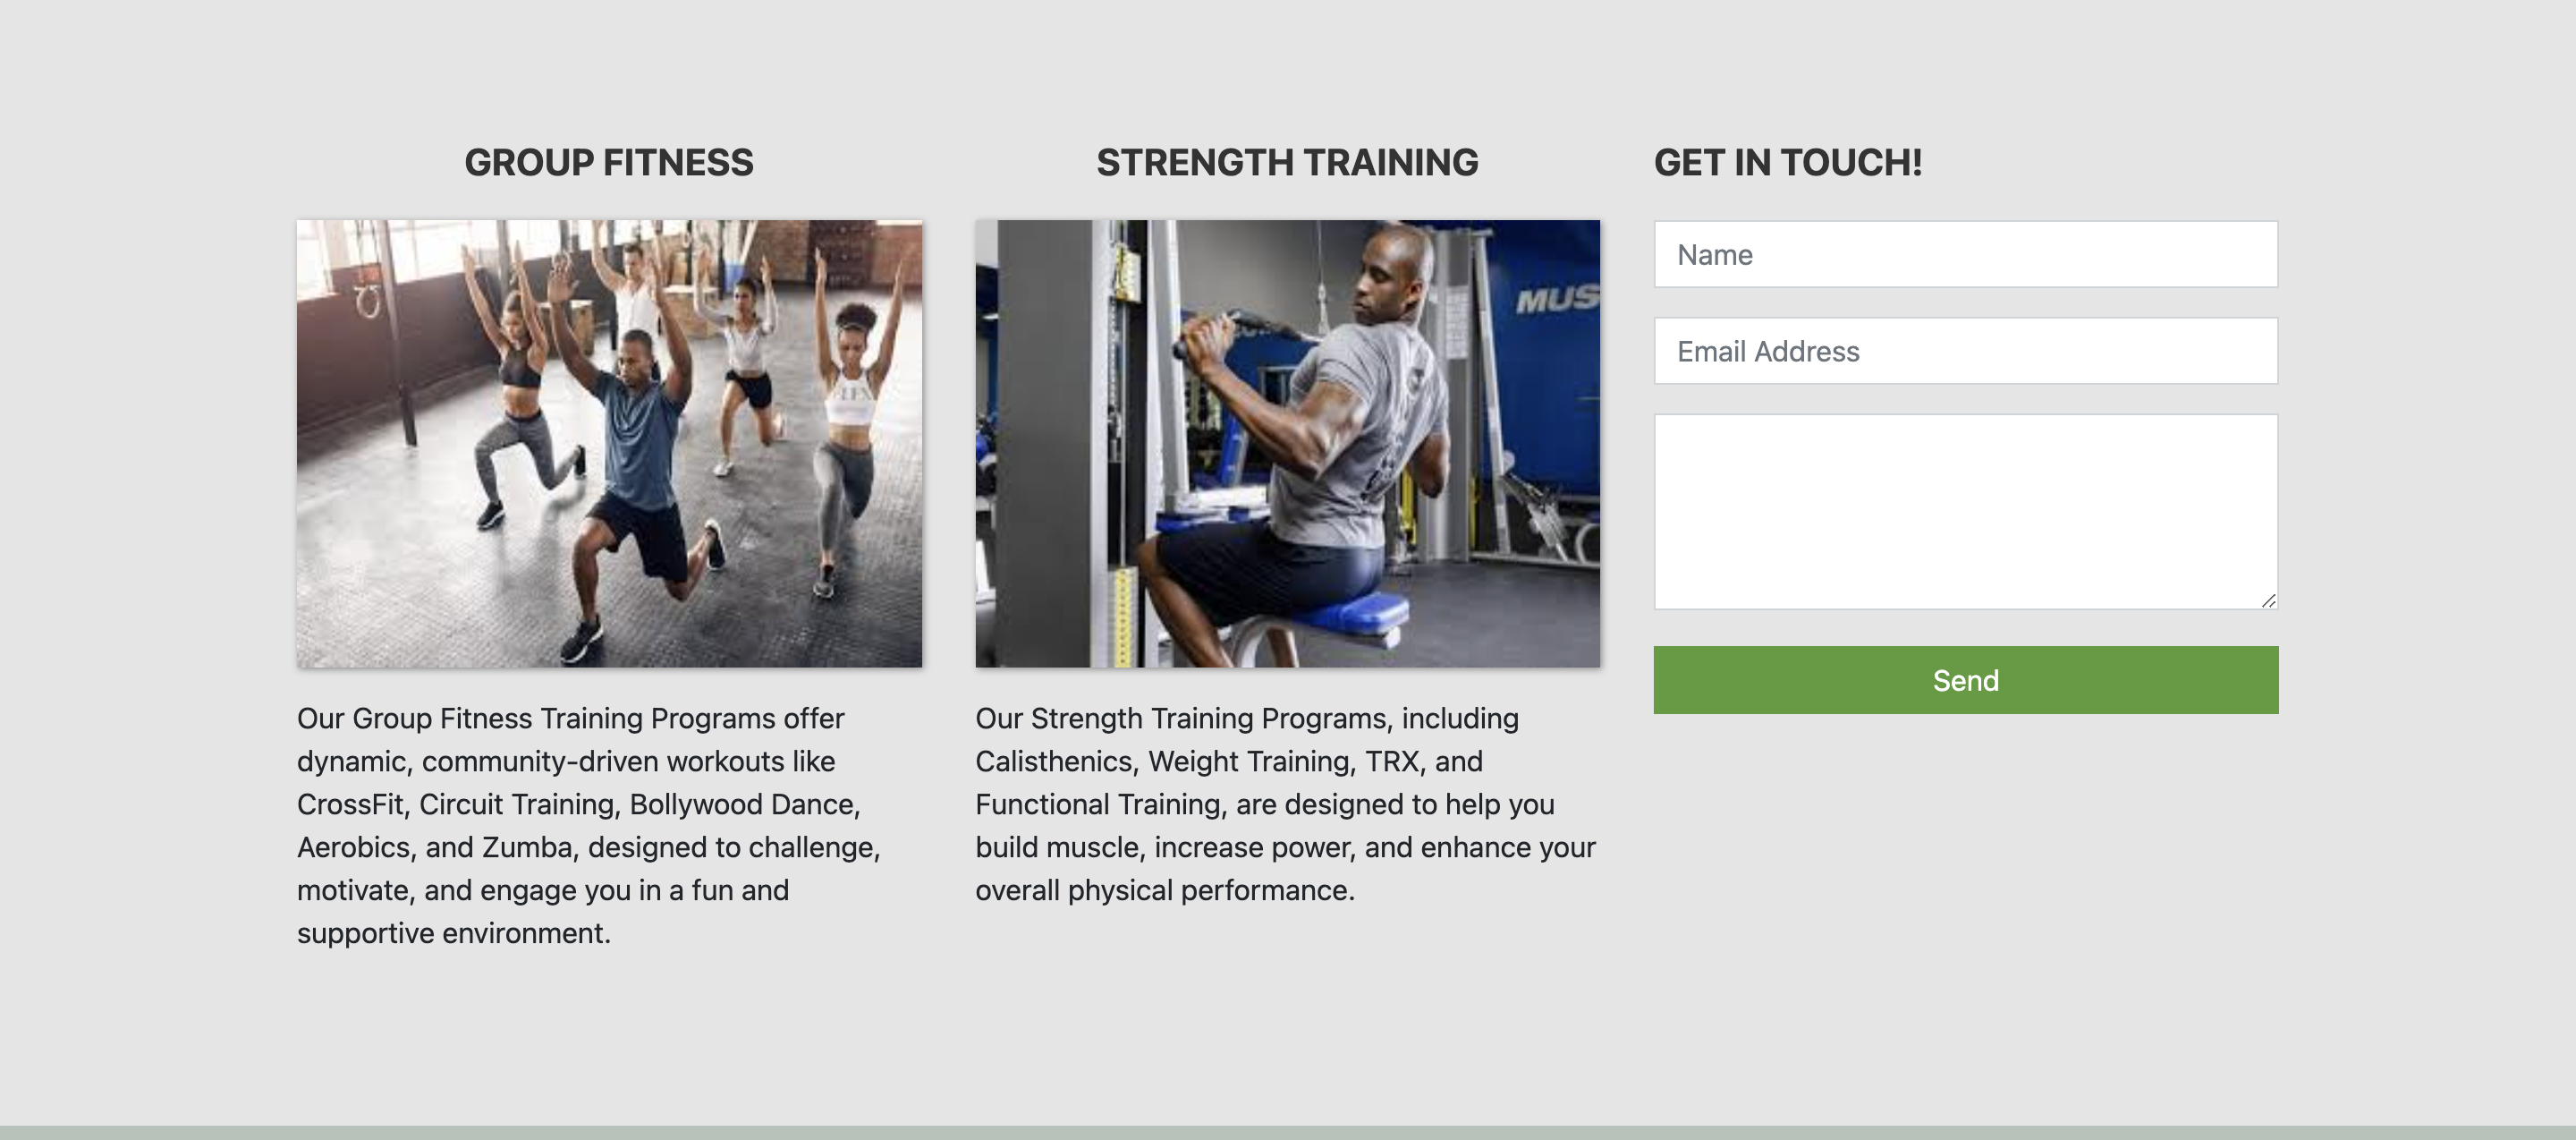 GROUP FITNESS
Our Group Fitness Training Programs offer
dynamic, community-driven workouts like
CrossFit, Circuit Training, Bollywood Dance,
Aerobics, and Zumba, designed to challenge,
motivate, and engage you in a fun and
supportive environment.
STRENGTH TRAINING
MUS
Our Strength Training Programs, including
Calisthenics, Weight Training, TRX, and
Functional Training, are designed to help you
build muscle, increase power, and enhance your
overall physical performance.
GET IN TOUCH!
Name
Email Address
Send